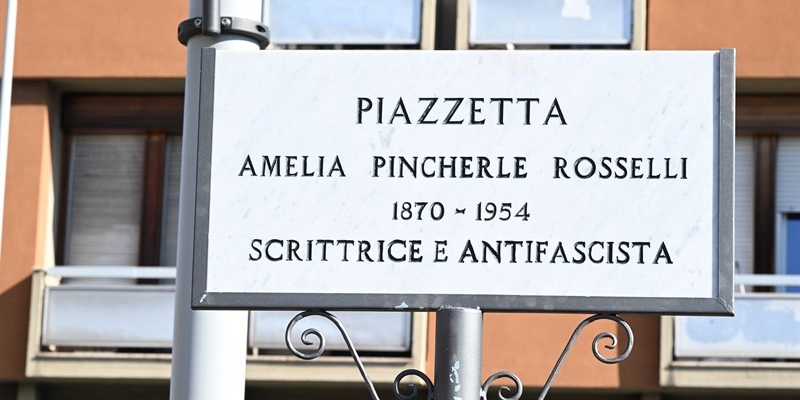 PIAZZETTA
AMELIA PINCHERLE ROSSELLI
1870 - 1954
SCRITTRICE E ANTIFASCISTA